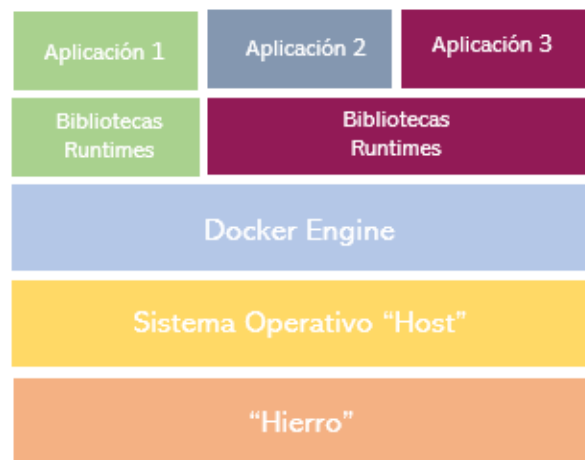 Aplicación 1
Aplicación 2
Aplicación 3
Bibliotecas
Runtimes
Bibliotecas
Runtimes
Docker Engine
Sistema Operativo “Host”
“Hierro”